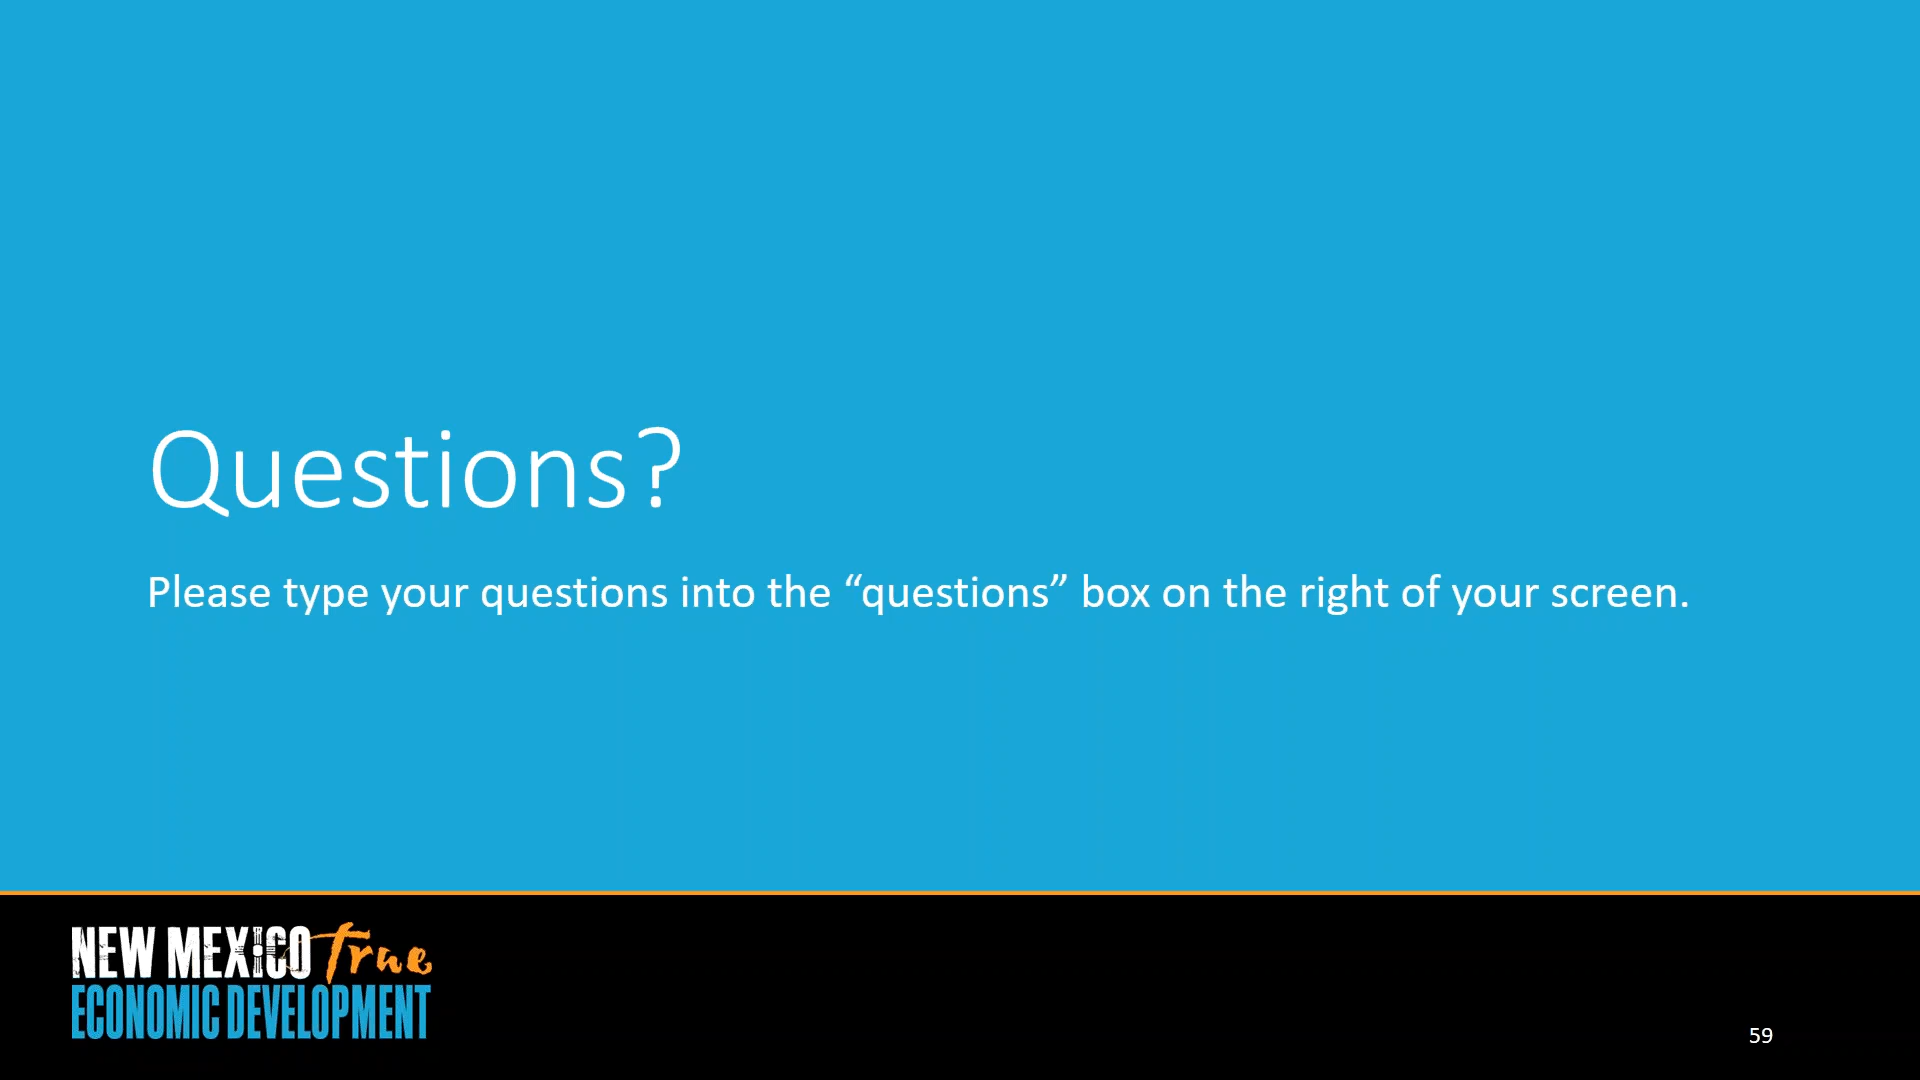 Questions?
Please type your questions into the “questions” box on the right of your screen.
NEW MEXICO True
ECONOMIC DEVELOPMENT
59